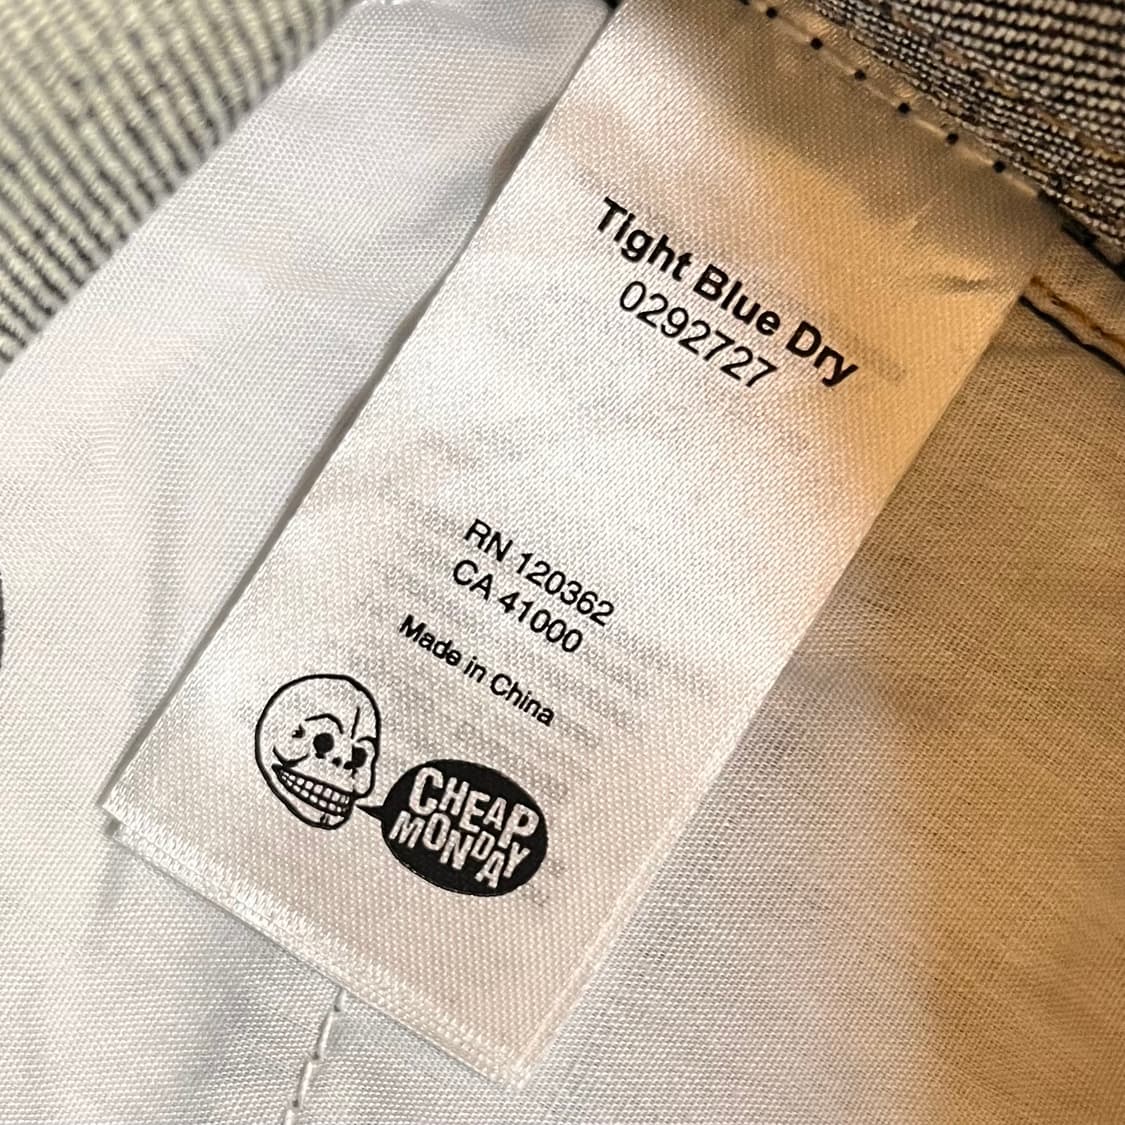 Tight Blue Dry
0292727
RN 120362
CA 41000
Made in China
CHEAP
MONDAY